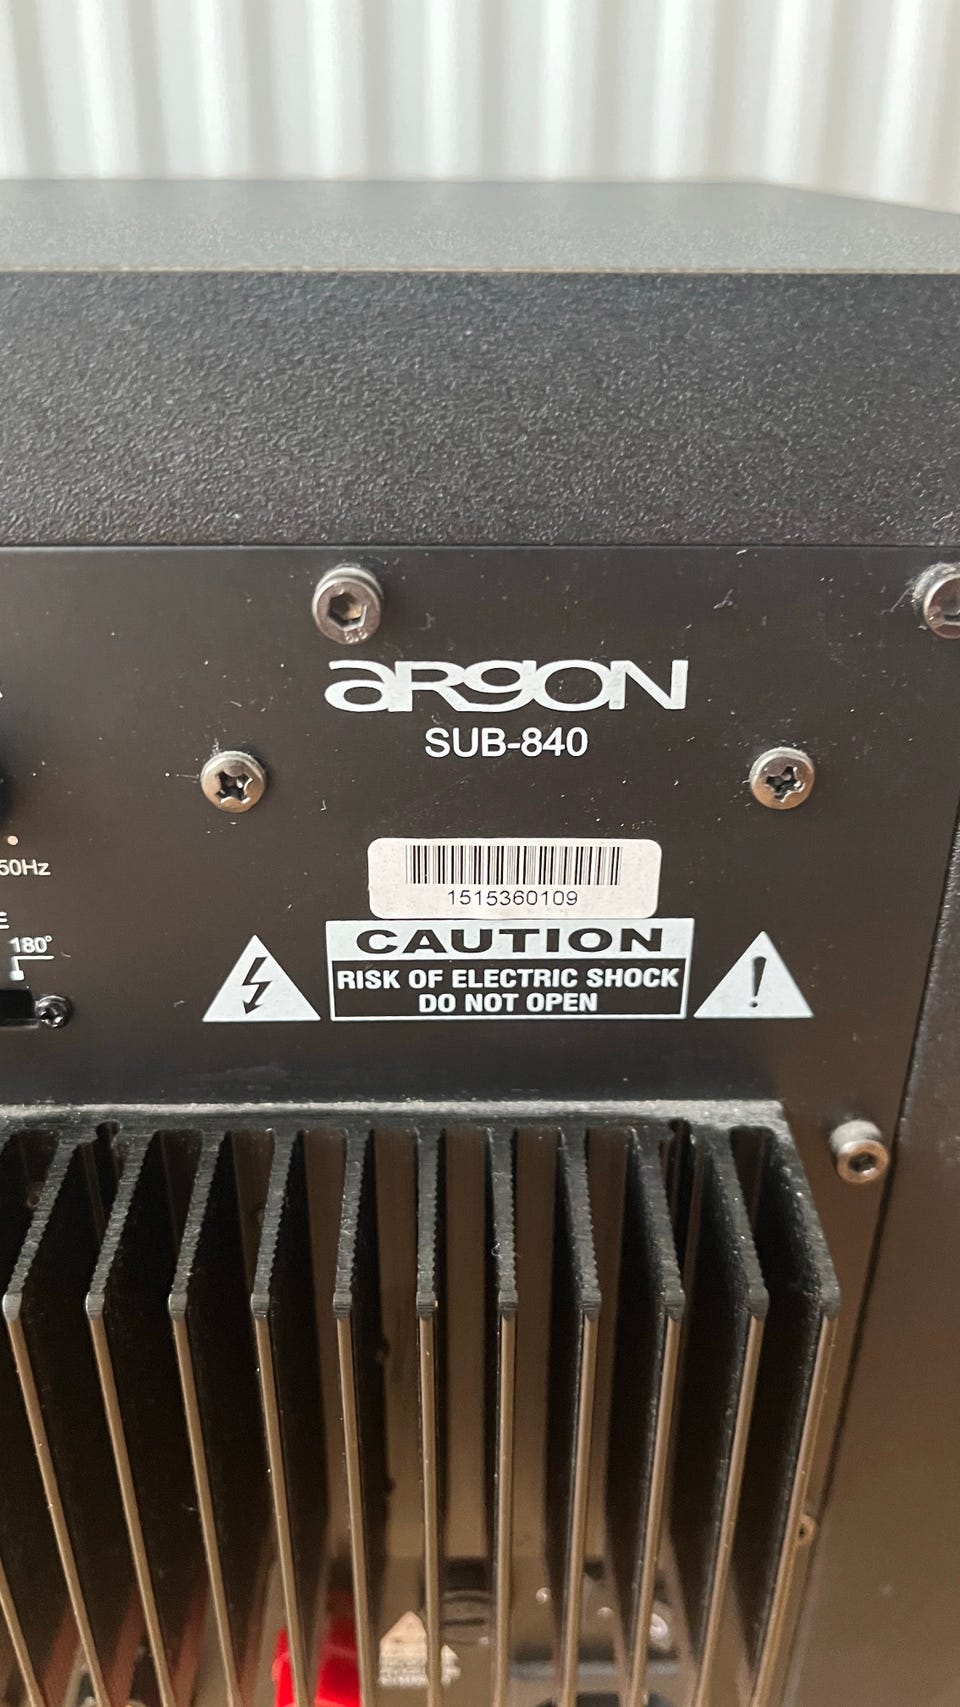 argon
SUB-840
50Hz
180°
1515360109
CAUTION
RISK OF ELECTRIC SHOCK
DO NOT OPEN